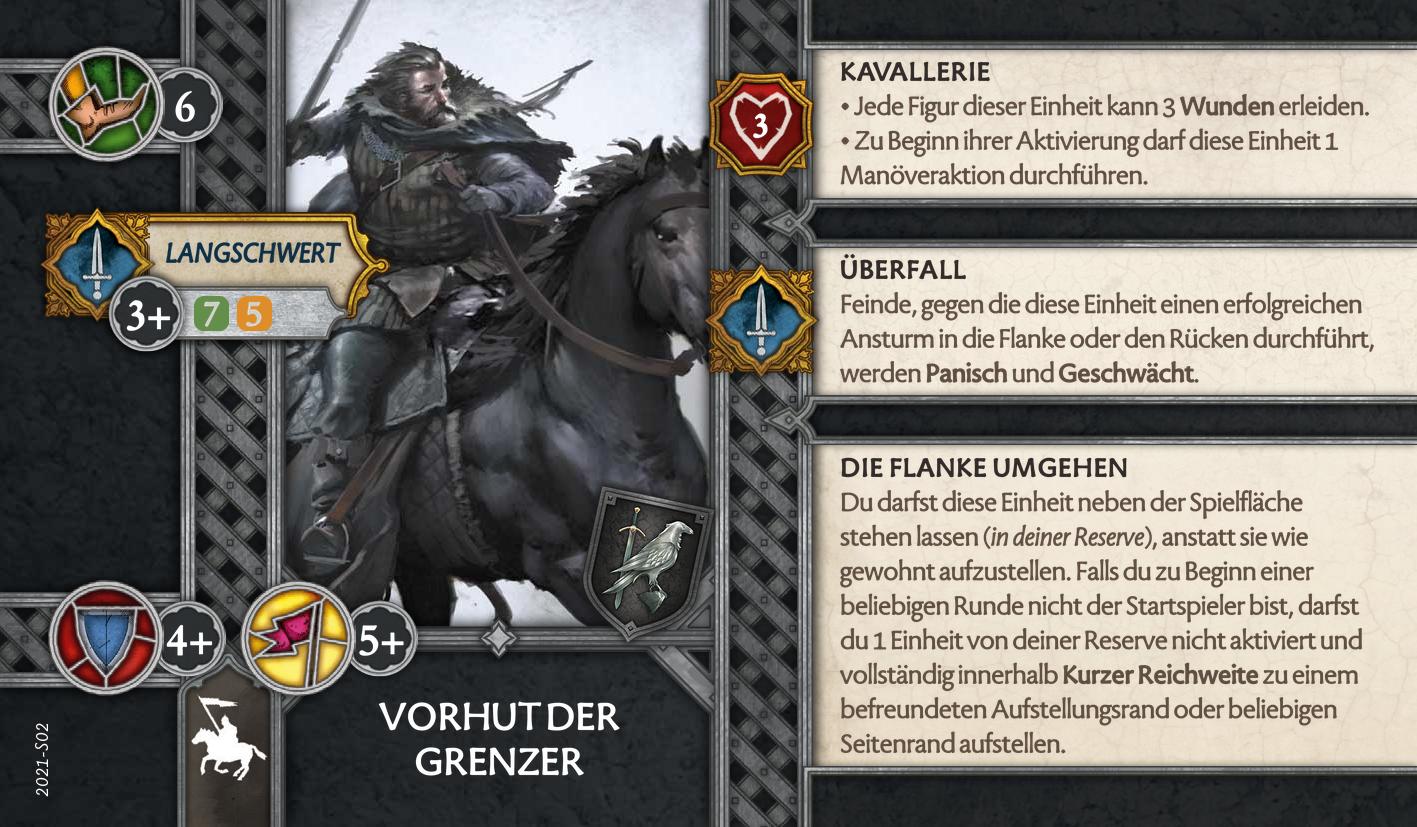 6
LANGSCHWERT
3+ 7 5
4+ 5+
VORHUT DER
GRENZER
2021-S02
3
KAVALLERIE
• Jede Figur dieser Einheit kann 3 Wunden erleiden.
• Zu Beginn ihrer Aktivierung darf diese Einheit 1
Manöveraktion durchführen.
ÜBERFALL
Feinde, gegen die diese Einheit einen erfolgreichen
Ansturm in die Flanke oder den Rücken durchführt,
werden Panisch und Geschwächt.
DIE FLANKE UMGEHEN
Du darfst diese Einheit neben der Spielfläche
stehen lassen (in deiner Reserve), anstatt sie wie
gewohnt aufzustellen. Falls du zu Beginn einer
beliebigen Runde nicht der Startspieler bist, darfst
du 1 Einheit von deiner Reserve nicht aktiviert und
vollständig innerhalb Kurzer Reichweite zu einem
befreundeten Aufstellungsrand oder beliebigen
Seitenrand aufstellen.